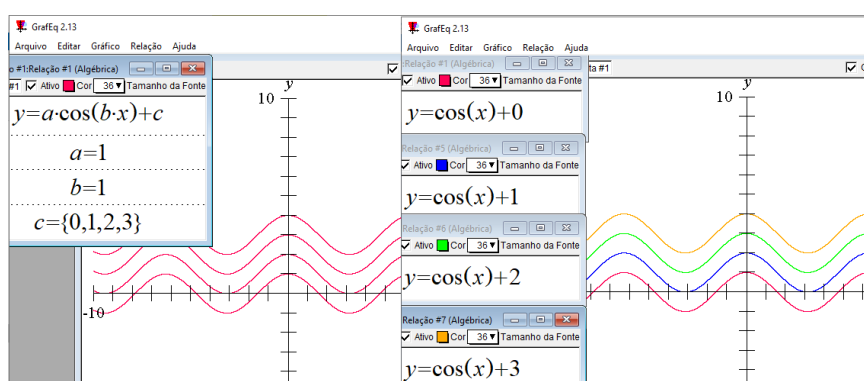 GrafEq 2.13
Arquivo Editar Gráfico Relação Ajuda
#1:Relação #1 (Algébrica)
#1 Ativo Cor 36 Tamanho da Fonte
y=a·cos(b·x)+c
a=1
b=1
c={0,1,2,3}
y
10
-10
GrafEq 2.13
Arquivo Editar Gráfico Relação Ajuda
Relação #1 (Algébrica)
Ativo Cor 36 Tamanho da Fonte
y=cos(x)+0
Relação #5 (Algébrica)
Ativo Cor 36 Tamanho da Fonte
y=cos(x)+1
Relação #6 (Algébrica)
Ativo Cor 36 Tamanho da Fonte
y=cos(x)+2
Relação #7 (Algébrica)
Ativo Cor 36 Tamanho da Fonte
y=cos(x)+3
ta #1
y
10